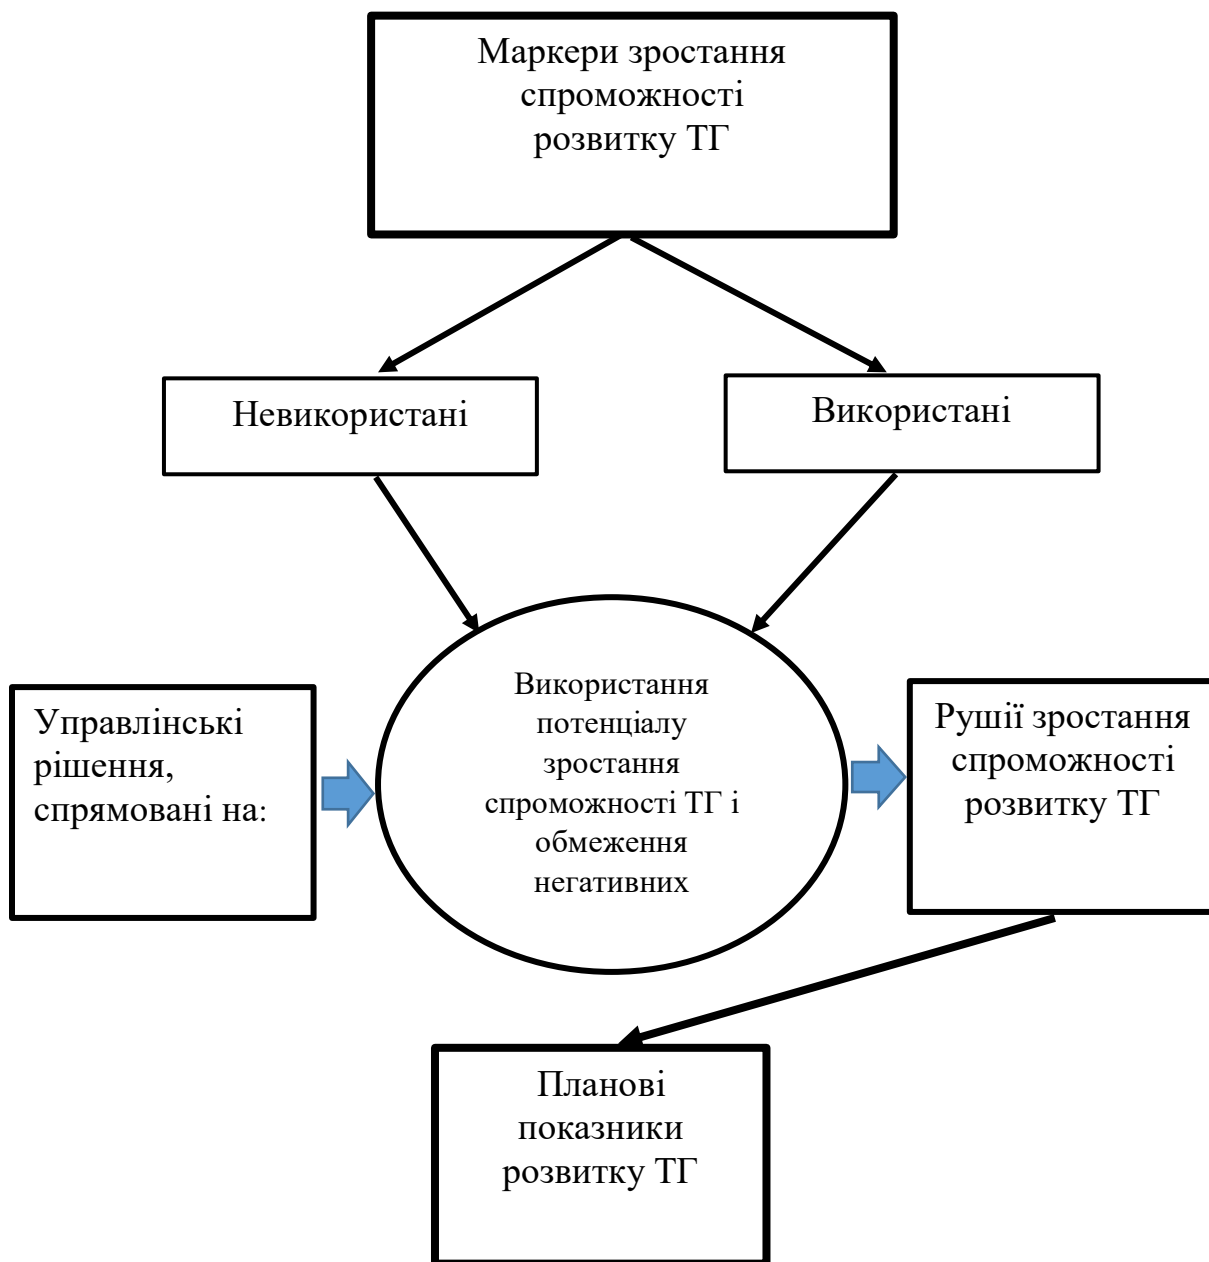 Маркери зростання
спроможності
розвитку ТГ
Невикористані
Використані
Управлінські
рішення,
спрямовані на:
Використання
потенціалу
зростання
спроможності ТГ і
обмеження
негативних
Рушії зростання
спроможності
розвитку ТГ
Планові
показники
розвитку ТГ